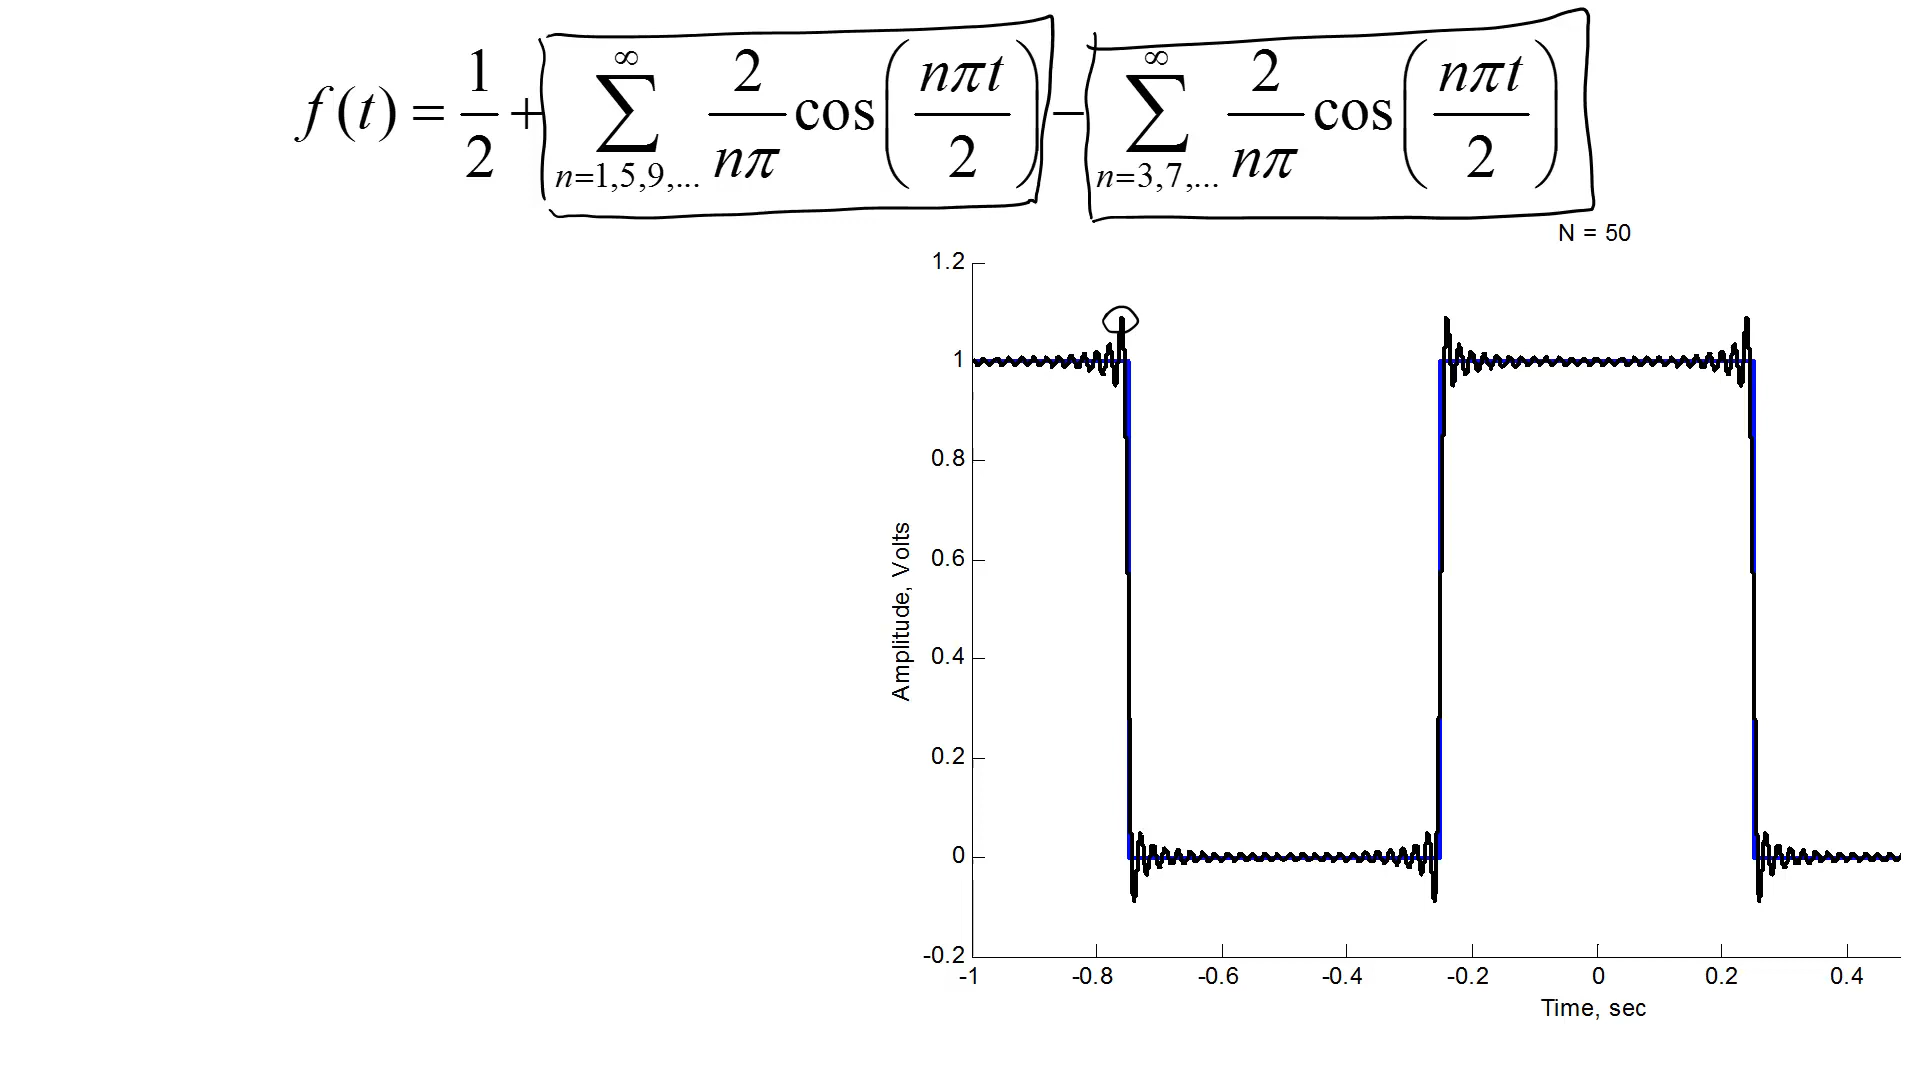 f(t) = 1/2 + ∑_{n=1,5,9,...}^{∞} 2/(nπ) cos(nπt/2) − ∑_{n=3,7,...}^{∞} 2/(nπ) cos(nπt/2)
N = 50
1.2
1
0.8
0.6
0.4
0.2
0
-0.2
Amplitude, Volts
-1 -0.8 -0.6 -0.4 -0.2 0 0.2 0.4
Time, sec